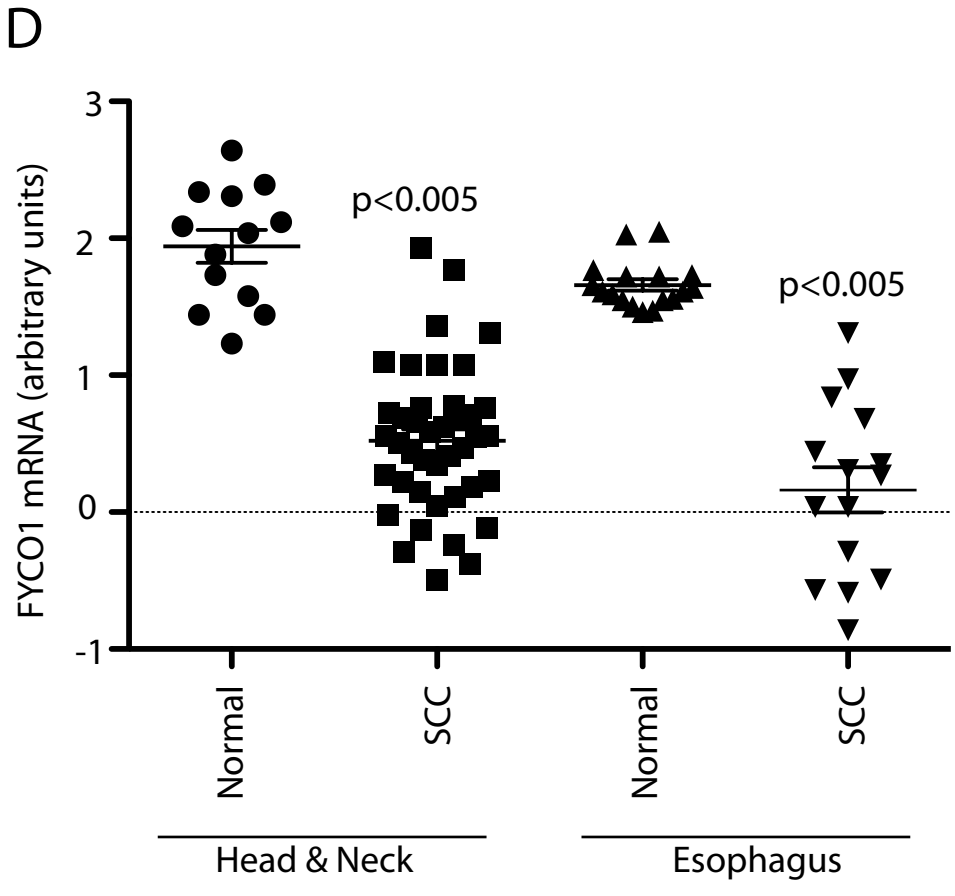 D
FYCO1 mRNA (arbitrary units)
3
2
1
0
-1
p<0.005
p<0.005
Normal
SCC
Normal
SCC
Head & Neck
Esophagus